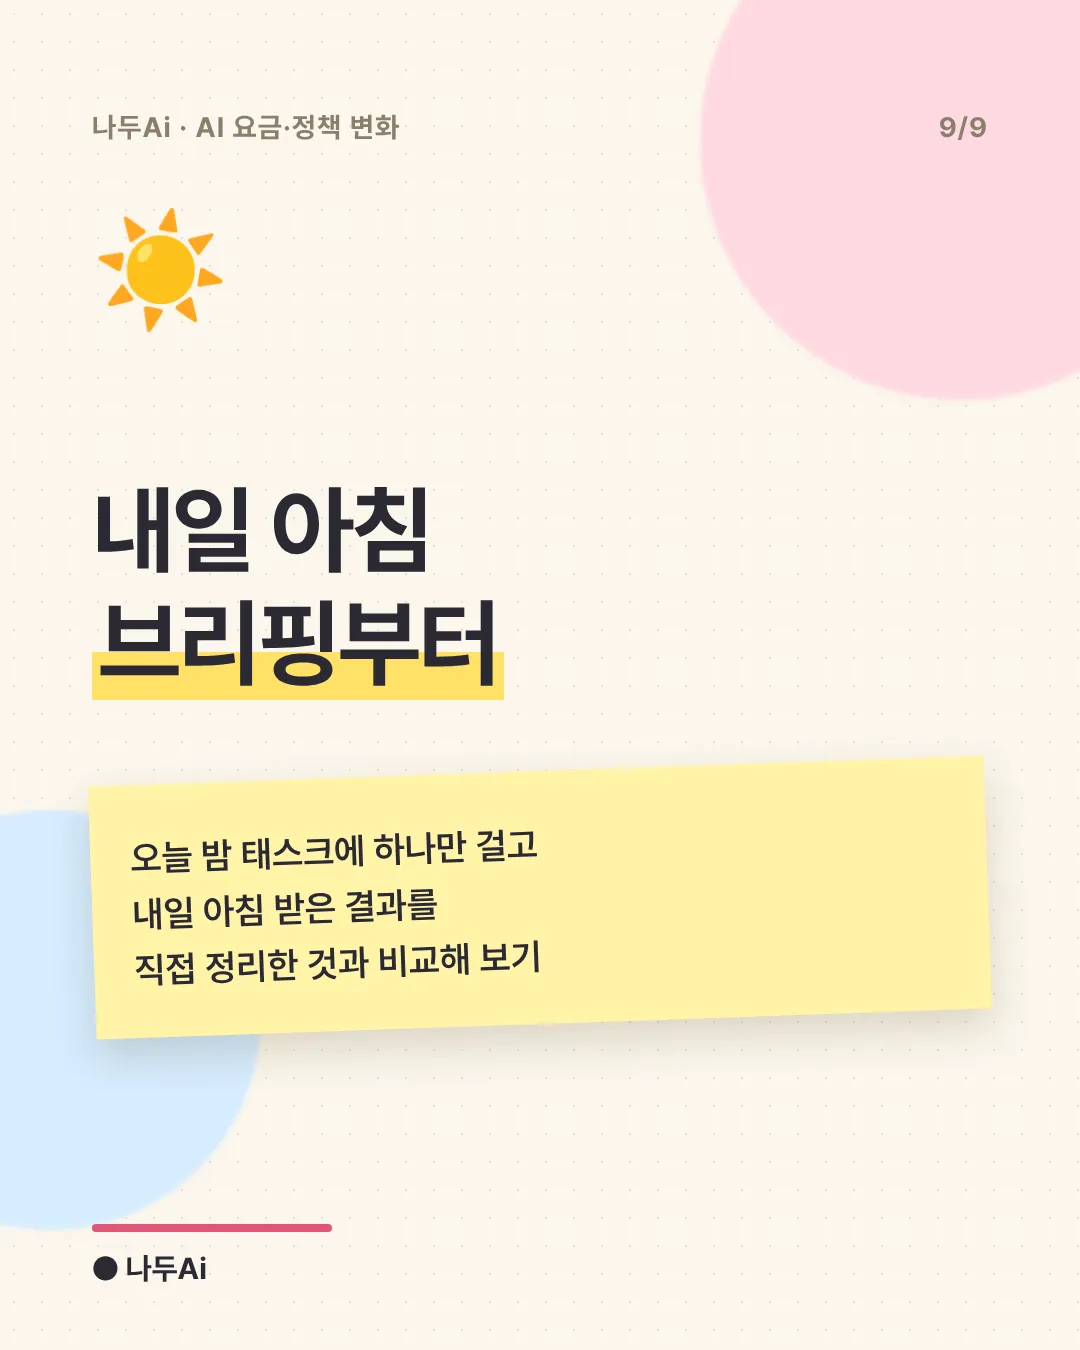 나두Ai · AI 요금·정책 변화
9/9
내일 아침
브리핑부터
오늘 밤 태스크에 하나만 걸고
내일 아침 받은 결과를
직접 정리한 것과 비교해 보기
나두Ai